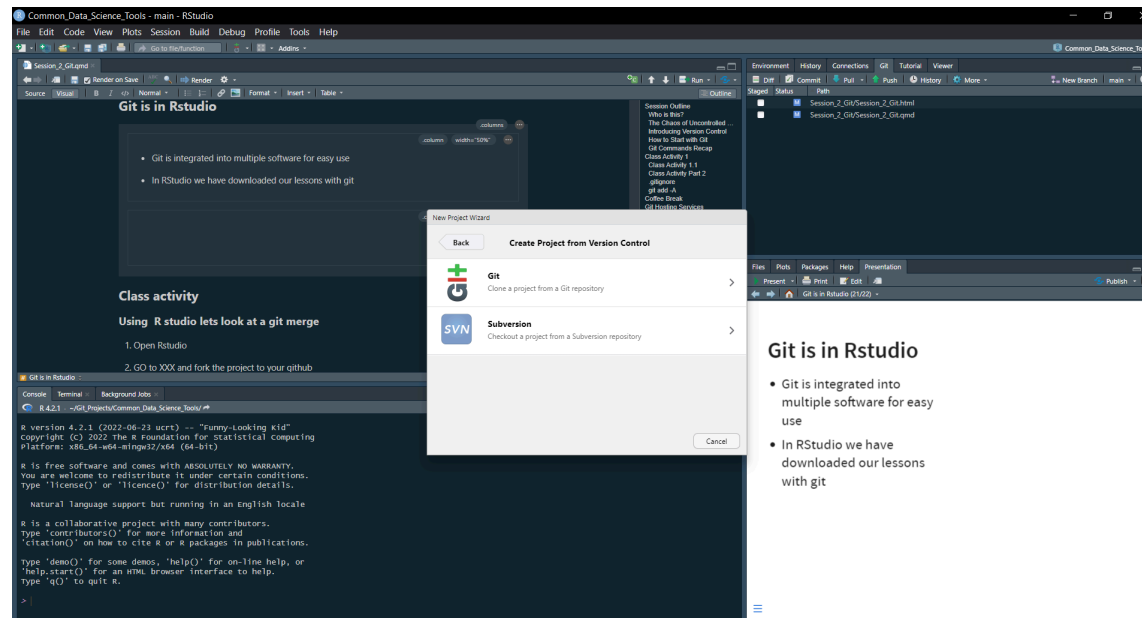 Common_Data_Science_Tools - main - RStudio
File Edit Code View Plots Session Build Debug Profile Tools Help
Go to file/function Addins
Common_Data_Science_To
Session_2_Git.qmd
Render on Save Render Run
Source Visual B I </> Normal Format Insert Table Outline
Git is in Rstudio
.columns
.column width="50%"
• Git is integrated into multiple software for easy use
• In RStudio we have downloaded our lessons with git
Class activity
Using R studio lets look at a git merge
1. Open Rstudio
2. GO to XXX and fork the project to your github
Git is in Rstudio
Session Outline
Who is this?
The Chaos of Uncontrolled ...
Introducing Version Control
How to Start with Git
Git Commands Recap
Class Activity 1
Class Activity 1.1
Class Activity Part 2
.gitignore
git add -A
Coffee Break
Git Hosting Services
Console Terminal Background Jobs
R 4.2.1 · ~/Git_Projects/Common_Data_Science_Tools/
R version 4.2.1 (2022-06-23 ucrt) -- "Funny-Looking Kid"
Copyright (C) 2022 The R Foundation for Statistical Computing
Platform: x86_64-w64-mingw32/x64 (64-bit)
R is free software and comes with ABSOLUTELY NO WARRANTY.
You are welcome to redistribute it under certain conditions.
Type 'license()' or 'licence()' for distribution details.
Natural language support but running in an English locale
R is a collaborative project with many contributors.
Type 'contributors()' for more information and
'citation()' on how to cite R or R packages in publications.
Type 'demo()' for some demos, 'help()' for on-line help, or
'help.start()' for an HTML browser interface to help.
Type 'q()' to quit R.
>
New Project Wizard
Back Create Project from Version Control
Git
Clone a project from a Git repository
SVN
Subversion
Checkout a project from a Subversion repository
Cancel
Environment History Connections Git Tutorial Viewer
Diff Commit Pull Push History More New Branch main
Staged Status Path
M Session_2_Git/Session_2_Git.html
M Session_2_Git/Session_2_Git.qmd
Files Plots Packages Help Presentation
Present Print Edit Publish
Git is in Rstudio (21/22)
Git is in Rstudio
• Git is integrated into
multiple software for easy
use
• In RStudio we have
downloaded our lessons
with git